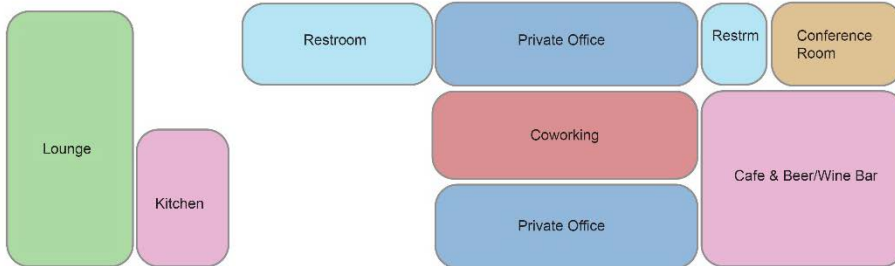 Restroom
Private Office
Restrm
Conference
Room
Lounge
Kitchen
Coworking
Cafe & Beer/Wine Bar
Private Office